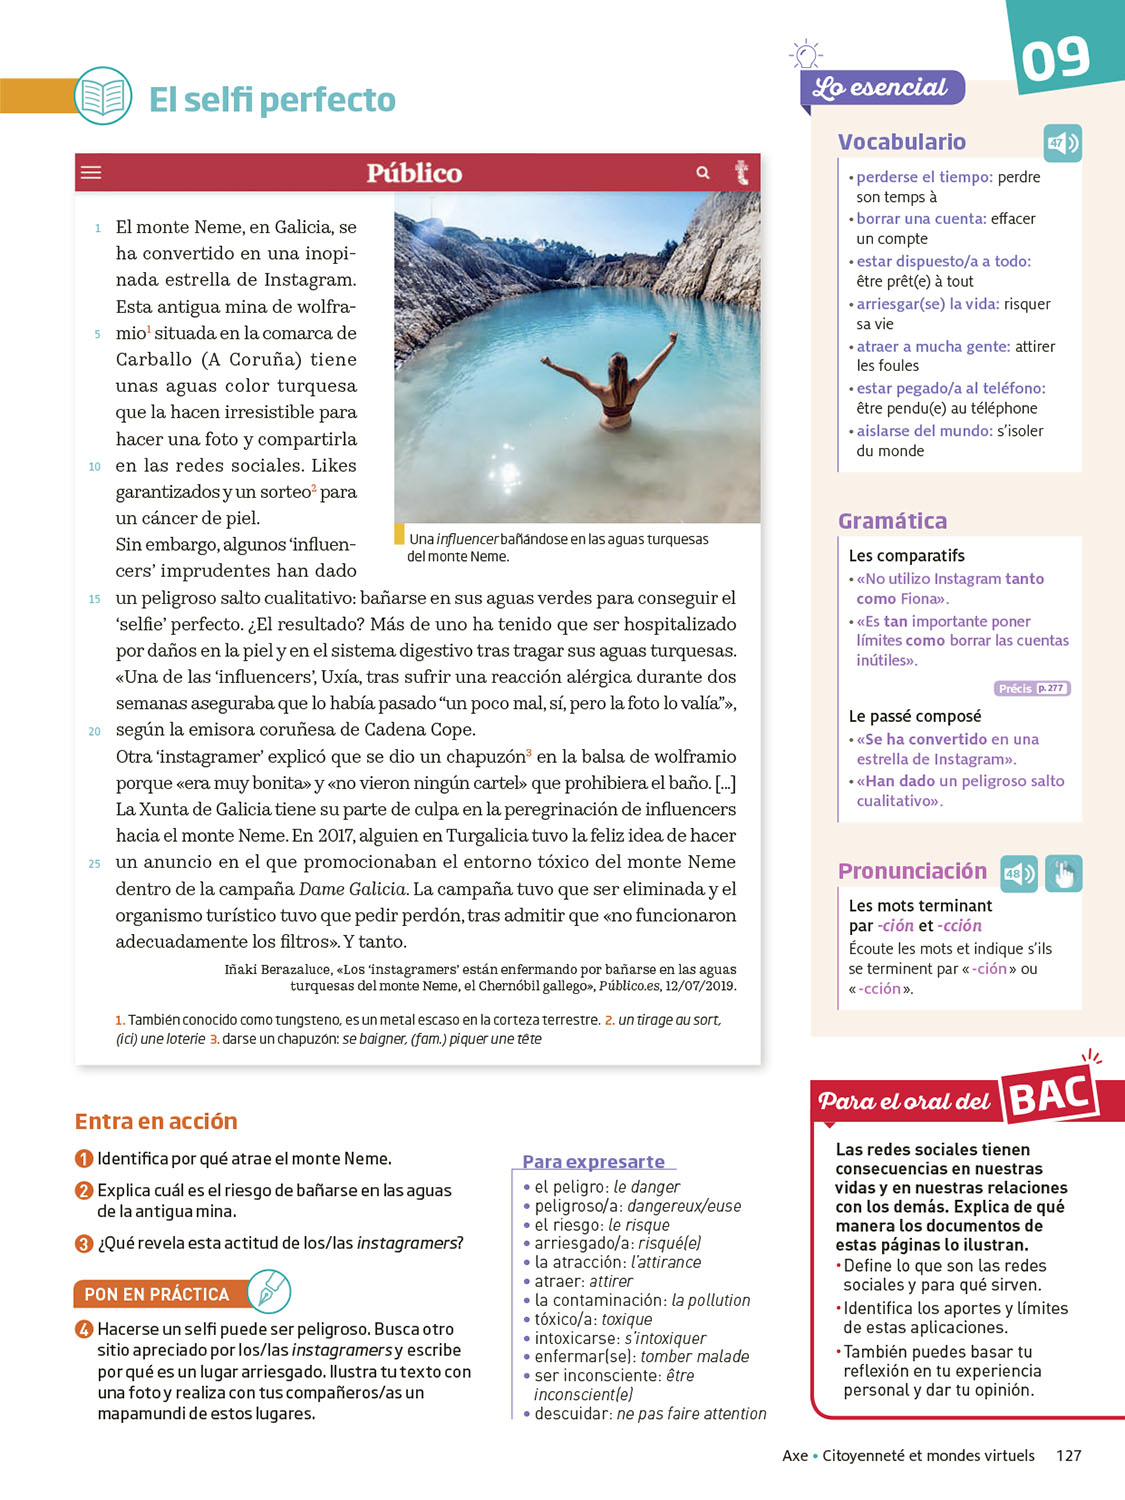 09
El selfi perfecto
Público
1 El monte Neme, en Galicia, se
ha convertido en una inopi-
nada estrella de Instagram.
Esta antigua mina de wolfra-
5 mio1 situada en la comarca de
Carballo (A Coruña) tiene
unas aguas color turquesa
que la hacen irresistible para
hacer una foto y compartirla
10 en las redes sociales. Likes
garantizados y un sorteo2 para
un cáncer de piel.
Sin embargo, algunos ‘influen-
cers’ imprudentes han dado
15 un peligroso salto cualitativo: bañarse en sus aguas verdes para conseguir el
‘selfie’ perfecto. ¿El resultado? Más de uno ha tenido que ser hospitalizado
por daños en la piel y en el sistema digestivo tras tragar sus aguas turquesas.
«Una de las ‘influencers’, Uxía, tras sufrir una reacción alérgica durante dos
semanas aseguraba que lo había pasado “un poco mal, sí, pero la foto lo valía”»,
20 según la emisora coruñesa de Cadena Cope.
Otra ‘instagramer’ explicó que se dio un chapuzón3 en la balsa de wolframio
porque «era muy bonita» y «no vieron ningún cartel» que prohibiera el baño. [...]
La Xunta de Galicia tiene su parte de culpa en la peregrinación de influencers
hacia el monte Neme. En 2017, alguien en Turgalicia tuvo la feliz idea de hacer
25 un anuncio en el que promocionaban el entorno tóxico del monte Neme
dentro de la campaña Dame Galicia. La campaña tuvo que ser eliminada y el
organismo turístico tuvo que pedir perdón, tras admitir que «no funcionaron
adecuadamente los filtros». Y tanto.
Una influencer bañándose en las aguas turquesas
del monte Neme.
Iñaki Berazaluce, «Los ‘instagramers’ están enfermando por bañarse en las aguas
turquesas del monte Neme, el Chernóbil gallego», Público.es, 12/07/2019.
1. También conocido como tungsteno, es un metal escaso en la corteza terrestre. 2. un tirage au sort,
(ici) une loterie 3. darse un chapuzón: se baigner, (fam.) piquer une tête
Entra en acción
1 Identifica por qué atrae el monte Neme.
2 Explica cuál es el riesgo de bañarse en las aguas
de la antigua mina.
3 ¿Qué revela esta actitud de los/las instagramers?
PON EN PRÁCTICA
4 Hacerse un selfi puede ser peligroso. Busca otro
sitio apreciado por los/las instagramers y escribe
por qué es un lugar arriesgado. Ilustra tu texto con
una foto y realiza con tus compañeros/as un
mapamundi de estos lugares.
Para expresarte
• el peligro: le danger
• peligroso/a: dangereux/euse
• el riesgo: le risque
• arriesgado/a: risqué(e)
• la atracción: l’attirance
• atraer: attirer
• la contaminación: la pollution
• tóxico/a: toxique
• intoxicarse: s’intoxiquer
• enfermar(se): tomber malade
• ser inconsciente: être
inconscient(e)
• descuidar: ne pas faire attention
Lo esencial
Vocabulario
47
• perderse el tiempo: perdre
son temps à
• borrar una cuenta: effacer
un compte
• estar dispuesto/a a todo:
être prêt(e) à tout
• arriesgar(se) la vida: risquer
sa vie
• atraer a mucha gente: attirer
les foules
• estar pegado/a al teléfono:
être pendu(e) au téléphone
• aislarse del mundo: s’isoler
du monde
Gramática
Les comparatifs
• «No utilizo Instagram tanto
como Fiona».
• «Es tan importante poner
límites como borrar las cuentas
inútiles».
Précis p. 277
Le passé composé
• «Se ha convertido en una
estrella de Instagram».
• «Han dado un peligroso salto
cualitativo».
Pronunciación
48
Les mots terminant
par -ción et -cción
Écoute les mots et indique s’ils
se terminent par « -ción » ou
« -cción ».
Para el oral del BAC
Las redes sociales tienen
consecuencias en nuestras
vidas y en nuestras relaciones
con los demás. Explica de qué
manera los documentos de
estas páginas lo ilustran.
• Define lo que son las redes
sociales y para qué sirven.
• Identifica los aportes y límites
de estas aplicaciones.
• También puedes basar tu
reflexión en tu experiencia
personal y dar tu opinión.
Axe • Citoyenneté et mondes virtuels 127